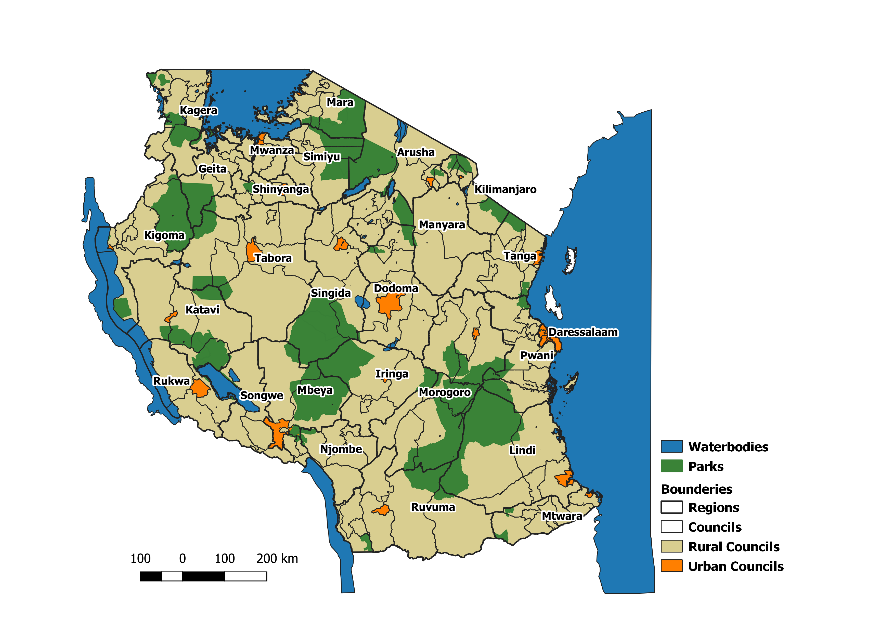 Mara
Kagera
Mwanza
Simiyu
Arusha
Geita
Shinyanga
Kilimanjaro
Manyara
Kigoma
Tabora
Tanga
Singida
Dodoma
Katavi
Daressalaam
Pwani
Rukwa
Iringa
Mbeya
Morogoro
Songwe
Njombe
Lindi
Ruvuma
Mtwara
Waterbodies
Parks
Bounderies
Regions
Councils
Rural Councils
Urban Councils
100 0 100 200 km